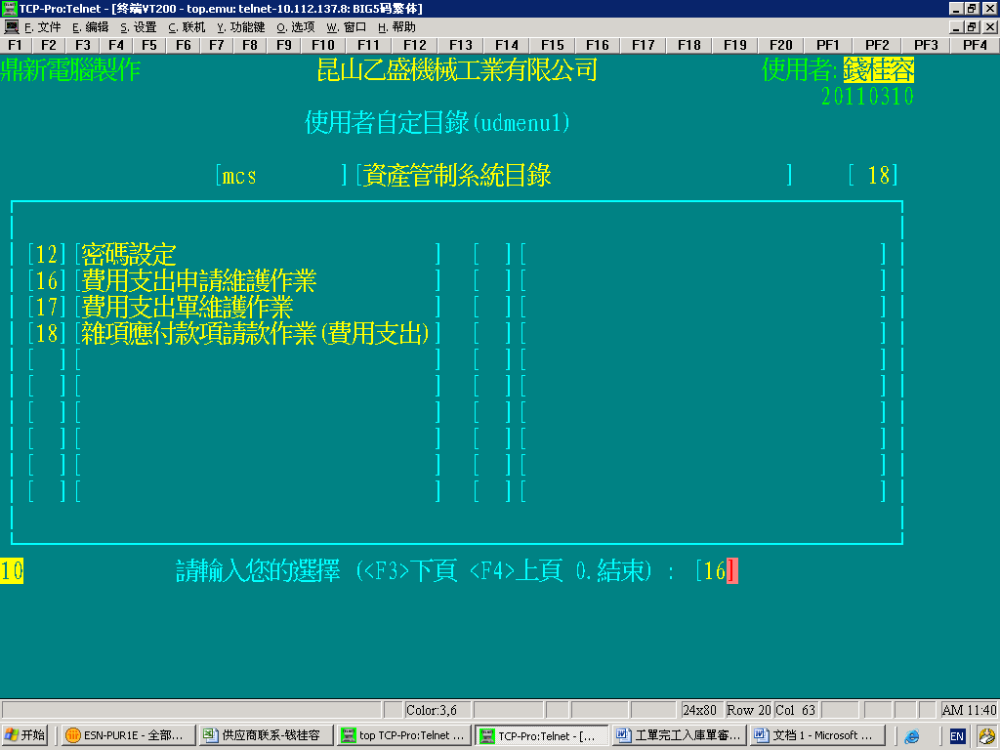 TCP-Pro:Telnet - [终端VT200 - top.emu: telnet-10.112.137.8: BIG5码繁体]
F. 文件 E. 编辑 S. 设置 C. 联机 Y. 功能键 O. 选项 W. 窗口 H. 帮助
F1 F2 F3 F4 F5 F6 F7 F8 F9 F10 F11 F12 F13 F14 F15 F16 F17 F18 F19 F20 PF1 PF2 PF3 PF4
鼎新電腦製作 昆山乙盛機械工業有限公司 使用者: 錢桂容
20110310
使用者自定目錄(udmenu1)
[mcs ][資產管制系統目錄 ] [ 18]
[12][密碼設定 ] [ ][ ]
[16][費用支出申請維護作業 ] [ ][ ]
[17][費用支出單維護作業 ] [ ][ ]
[18][雜項應付款項請款作業(費用支出)] [ ][ ]
[ ][ ] [ ][ ]
[ ][ ] [ ][ ]
[ ][ ] [ ][ ]
[ ][ ] [ ][ ]
[ ][ ] [ ][ ]
[ ][ ] [ ][ ]
10 請輸入您的選擇 (<F3>下頁 <F4>上頁 0.結束) : [16]
Color:3,6 24x80 Row 20 Col 63 AM 11:40
开始 ESN-PUR1E - 全部... 供应商联系-钱桂容 top TCP-Pro:Telnet ... TCP-Pro:Telnet - [... 工單完工入庫單審... 文档 1 - Microsoft ... EN